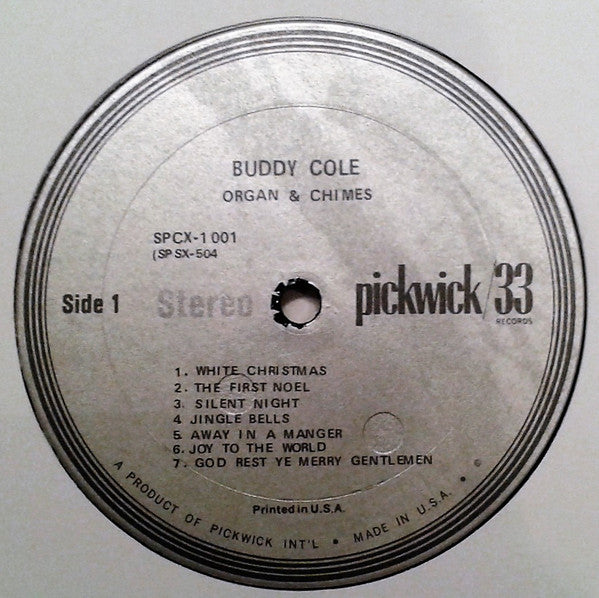 BUDDY COLE
ORGAN & CHIMES
SPCX-1001
(SPSX-504
Side 1 Stereo pickwick/33
RECORDS
1. WHITE CHRISTMAS
2. THE FIRST NOEL
3. SILENT NIGHT
4 JINGLE BELLS
5. AWAY IN A MANGER
6. JOY TO THE WORLD
7. GOD REST YE MERRY GENTLEMEN
Printed in U.S.A.
A PRODUCT OF PICKWICK INT'L • MADE IN U.S.A. • ©